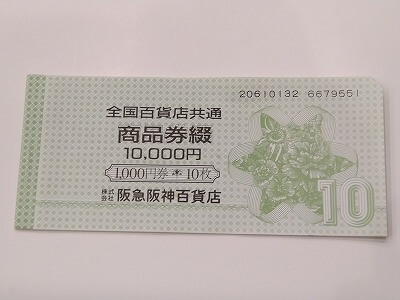 20610132 6679551
全国百貨店共通
商品券綴
10,000円
1,000円券 10枚
株式会社 阪急阪神百貨店
10